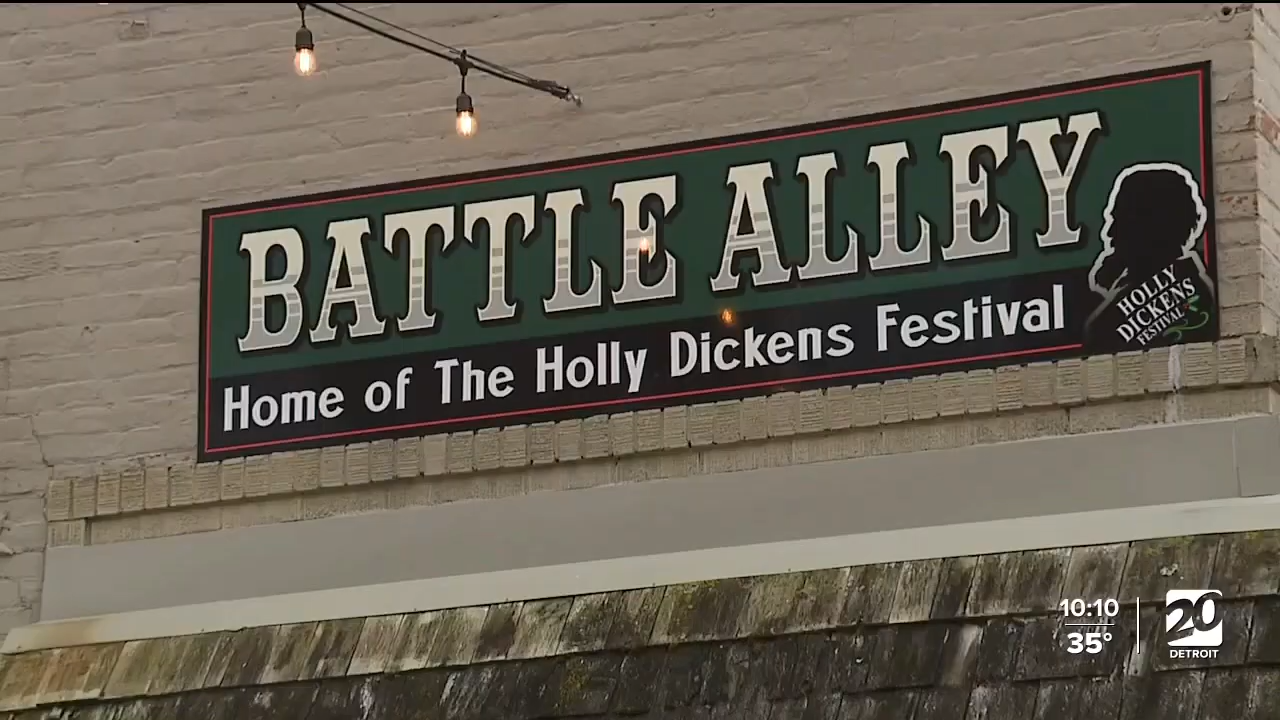 BATTLE ALLEY
Home of The Holly Dickens Festival
HOLLY
DICKENS
FESTIVAL
10:10
35°
20
DETROIT